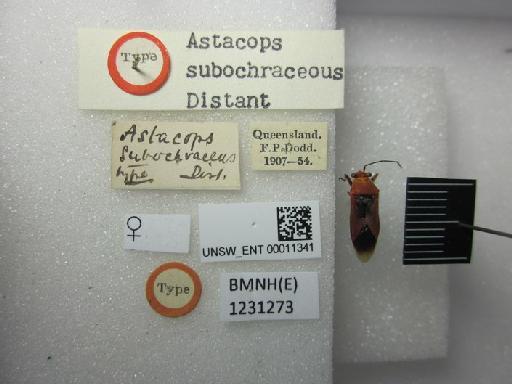 Type
Astacops
subochraceous
Distant
Astacops
subochraceus
type Dist.
Queensland.
F.P. Dodd.
1907—54.
♀
UNSW_ENT 00011341
Type
BMNH(E)
1231273